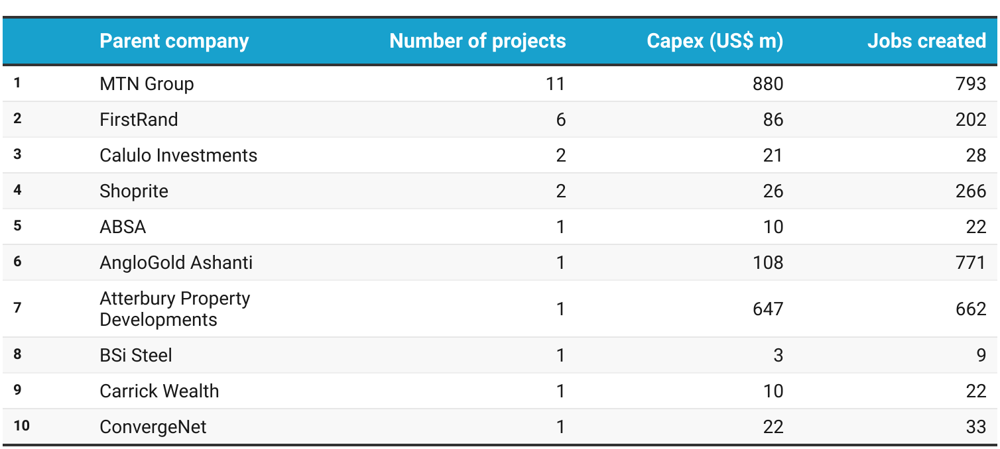 Parent company Number of projects Capex (US$ m) Jobs created
1 MTN Group 11 880 793
2 FirstRand 6 86 202
3 Calulo Investments 2 21 28
4 Shoprite 2 26 266
5 ABSA 1 10 22
6 AngloGold Ashanti 1 108 771
7 Atterbury Property
Developments 1 647 662
8 BSi Steel 1 3 9
9 Carrick Wealth 1 10 22
10 ConvergeNet 1 22 33